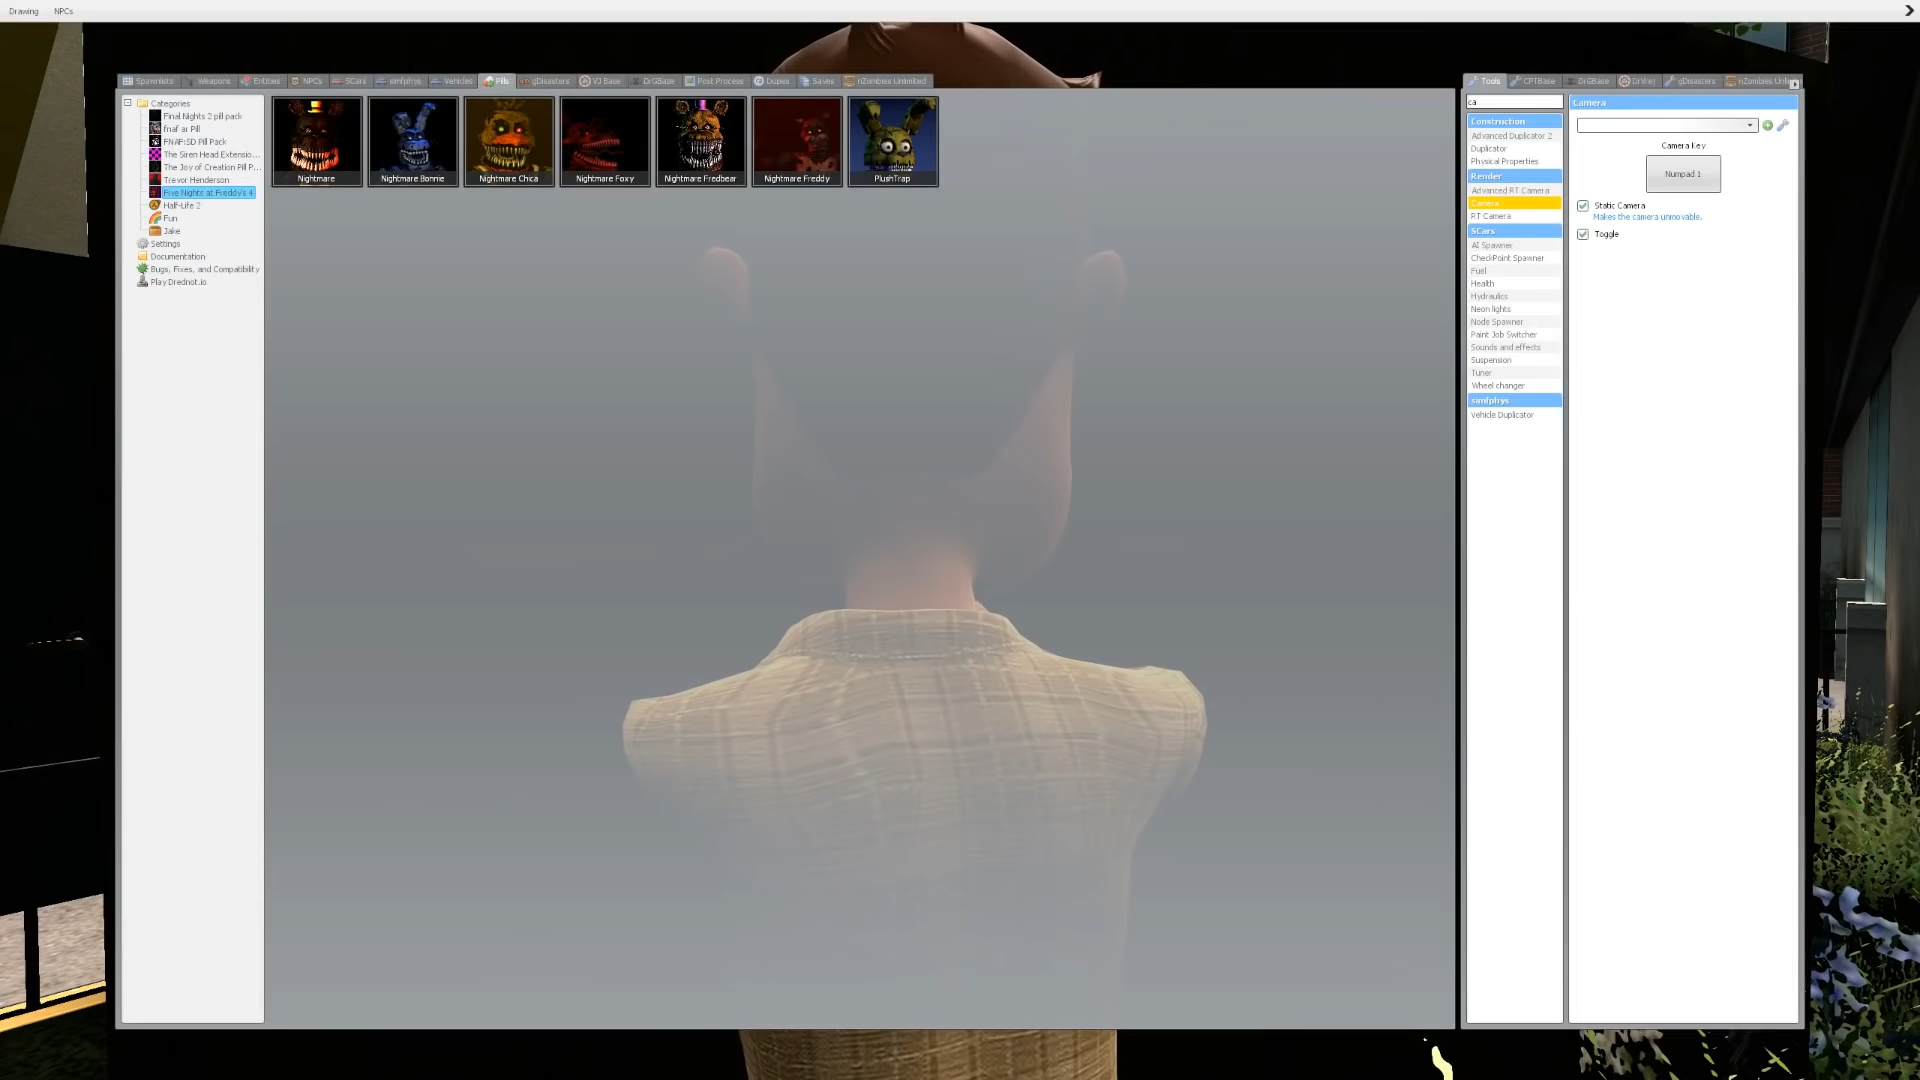 Drawing NPCs
Spawnlists Weapons Entities NPCs SCars simfphys Vehicles Pills gDisasters VJ Base DrGBase Post Process Dupes Saves nZombies Unlimited
Categories
Final Nights 2 pill pack
fnaf ar Pill
FNAF:SD Pill Pack
The Siren Head Extensio...
The Joy of Creation Pill P...
Trevor Henderson
Five Nights at Freddy's 4
Half-Life 2
Fun
Jake
Settings
Documentation
Bugs, Fixes, and Compatibility
Play Drednot.io
Nightmare Nightmare Bonnie Nightmare Chica Nightmare Foxy Nightmare Fredbear Nightmare Freddy PlushTrap
Tools CPTBase DrGBase DrVrej gDisasters nZombies
ca
Construction
Advanced Duplicator 2
Duplicator
Physical Properties
Render
Advanced RT Camera
Camera
RT Camera
SCars
AI Spawner
CheckPoint Spawner
Fuel
Health
Hydraulics
Neon lights
Node Spawner
Paint Job Switcher
Sounds and effects
Suspension
Tuner
Wheel changer
simfphys
Vehicle Duplicator
Camera
Camera Key
Numpad 1
Static Camera
Makes the camera unmovable.
Toggle